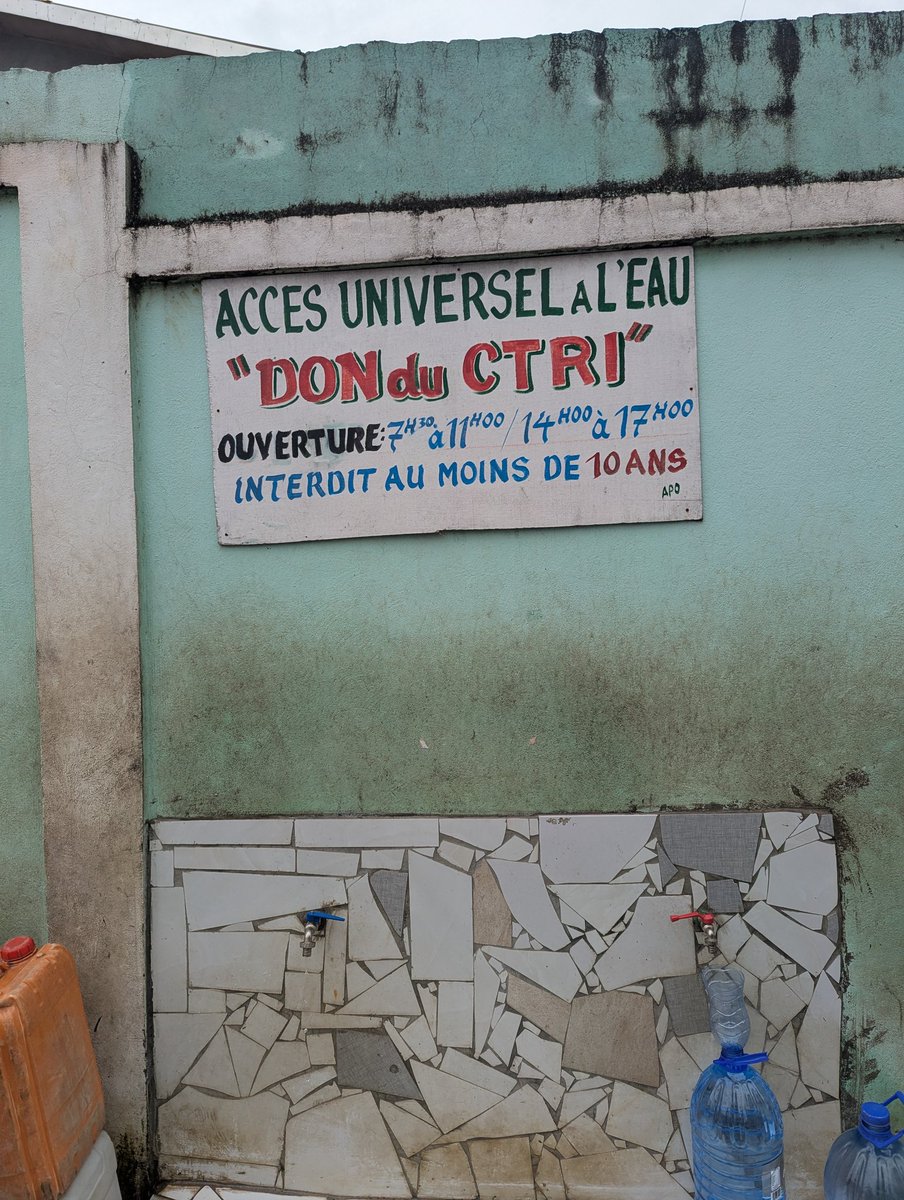 ACCES UNIVERSEL A L'EAU
"DON du CTRI"
OUVERTURE: 7H30 à 11H00 / 14H00 à 17H00
INTERDIT AU MOINS DE 10 ANS
APO